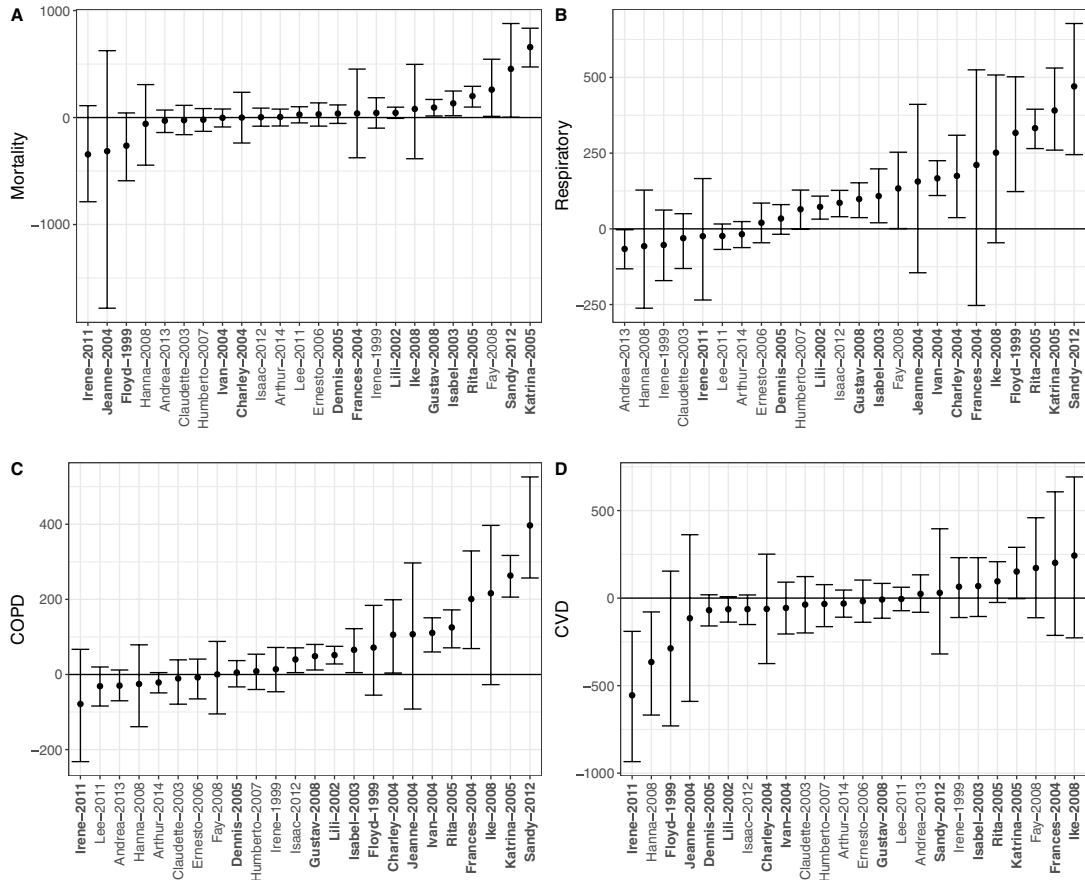 A
Mortality
1000
0
−1000
Irene−2011
Jeanne−2004
Floyd−1999
Hanna−2008
Andrea−2013
Claudette−2003
Humberto−2007
Ivan−2004
Charley−2004
Isaac−2012
Arthur−2014
Lee−2011
Ernesto−2006
Dennis−2005
Frances−2004
Irene−1999
Lili−2002
Ike−2008
Gustav−2008
Isabel−2003
Rita−2005
Fay−2008
Sandy−2012
Katrina−2005
B
Respiratory
500
250
0
−250
Andrea−2013
Hanna−2008
Irene−1999
Claudette−2003
Irene−2011
Lee−2011
Arthur−2014
Ernesto−2006
Dennis−2005
Humberto−2007
Lili−2002
Isaac−2012
Gustav−2008
Isabel−2003
Fay−2008
Jeanne−2004
Ivan−2004
Charley−2004
Frances−2004
Ike−2008
Floyd−1999
Rita−2005
Katrina−2005
Sandy−2012
C
COPD
400
200
0
−200
Irene−2011
Lee−2011
Andrea−2013
Hanna−2008
Arthur−2014
Claudette−2003
Ernesto−2006
Fay−2008
Dennis−2005
Humberto−2007
Irene−1999
Isaac−2012
Gustav−2008
Lili−2002
Isabel−2003
Floyd−1999
Charley−2004
Jeanne−2004
Ivan−2004
Rita−2005
Frances−2004
Ike−2008
Katrina−2005
Sandy−2012
D
CVD
500
0
−500
−1000
Irene−2011
Hanna−2008
Floyd−1999
Jeanne−2004
Dennis−2005
Lili−2002
Isaac−2012
Charley−2004
Ivan−2004
Claudette−2003
Humberto−2007
Arthur−2014
Ernesto−2006
Gustav−2008
Lee−2011
Andrea−2013
Sandy−2012
Irene−1999
Isabel−2003
Rita−2005
Katrina−2005
Fay−2008
Frances−2004
Ike−2008